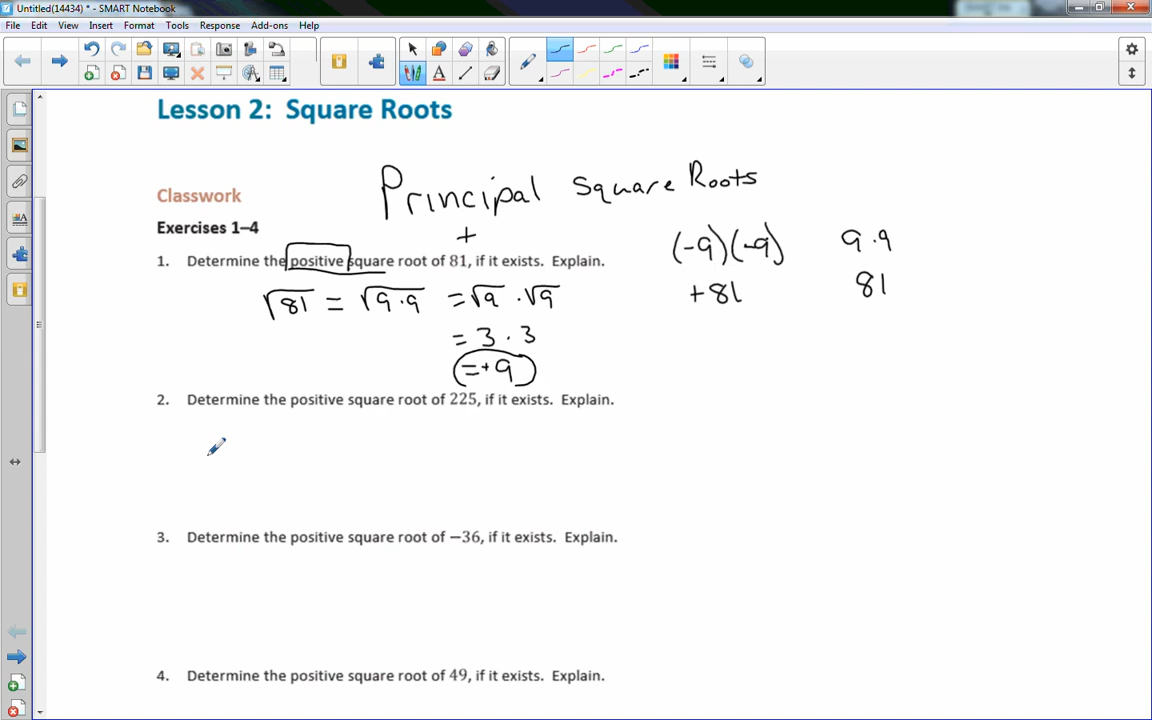 Untitled(14434) * - SMART Notebook
File Edit View Insert Format Tools Response Add-ons Help
Lesson 2: Square Roots
Principal Square Roots
+
Classwork
Exercises 1–4
(-9)(-9) 9·9
+81 81
1. Determine the positive square root of 81, if it exists. Explain.
√81 = √9·9 = √9 · √9
= 3 · 3
=+9
2. Determine the positive square root of 225, if it exists. Explain.
3. Determine the positive square root of −36, if it exists. Explain.
4. Determine the positive square root of 49, if it exists. Explain.